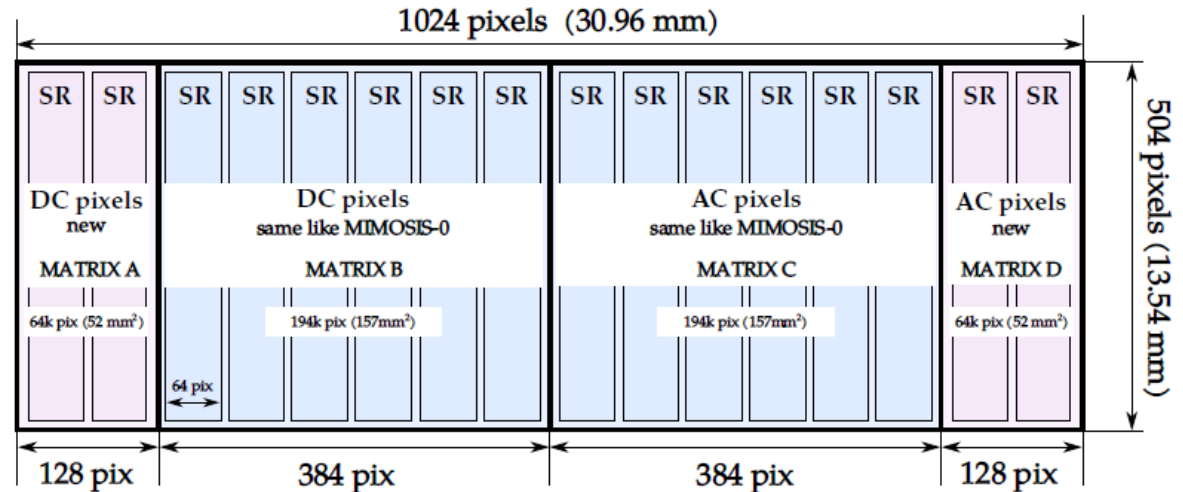 1024 pixels (30.96 mm)
SR SR SR SR SR SR SR SR SR SR SR SR SR SR SR SR
DC pixels
new
MATRIX A
64k pix (52 mm²)
DC pixels
same like MIMOSIS-0
MATRIX B
194k pix (157mm²)
64 pix
AC pixels
same like MIMOSIS-0
MATRIX C
194k pix (157mm²)
AC pixels
new
MATRIX D
64k pix (52 mm²)
504 pixels (13.54 mm)
128 pix
384 pix
384 pix
128 pix